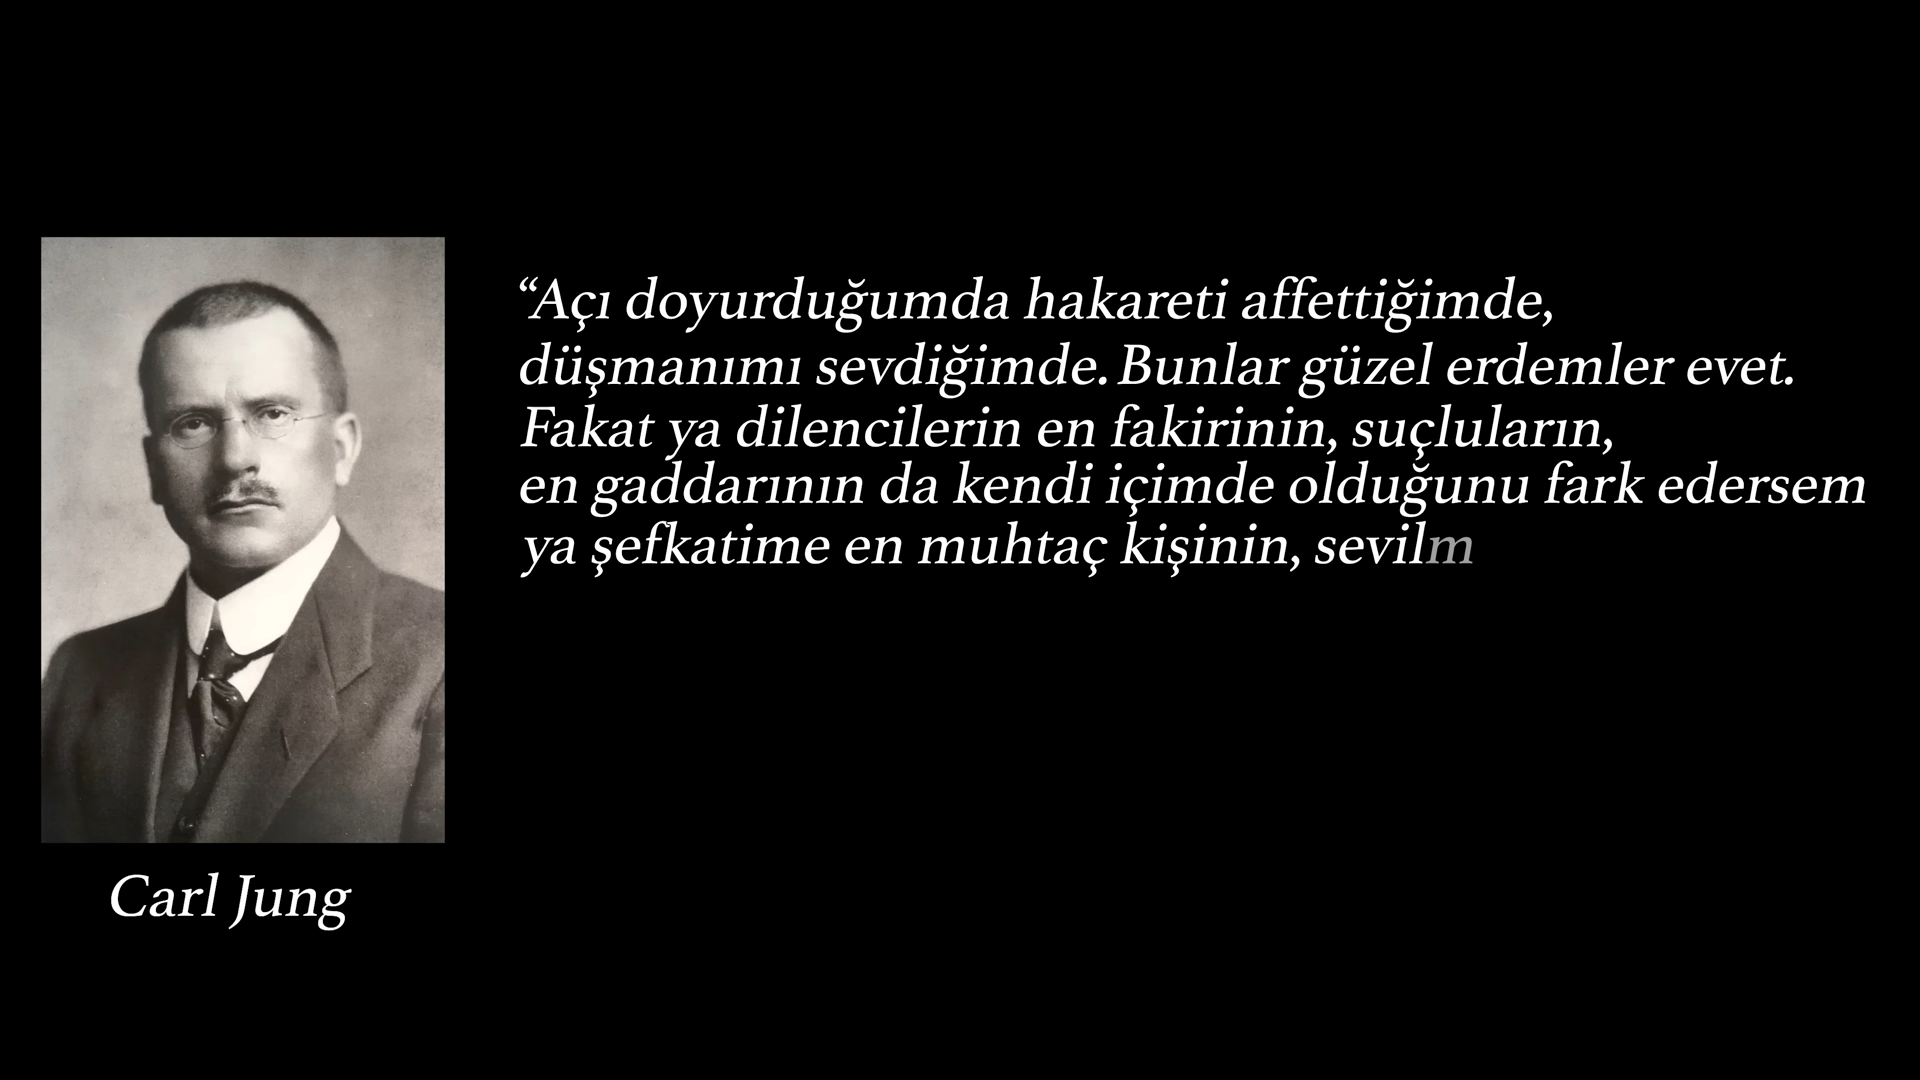 “Açı doyurduğumda hakareti affettiğimde,
düşmanımı sevdiğimde. Bunlar güzel erdemler evet.
Fakat ya dilencilerin en fakirinin, suçluların,
en gaddarının da kendi içimde olduğunu fark edersem
ya şefkatime en muhtaç kişinin, sevilm
Carl Jung